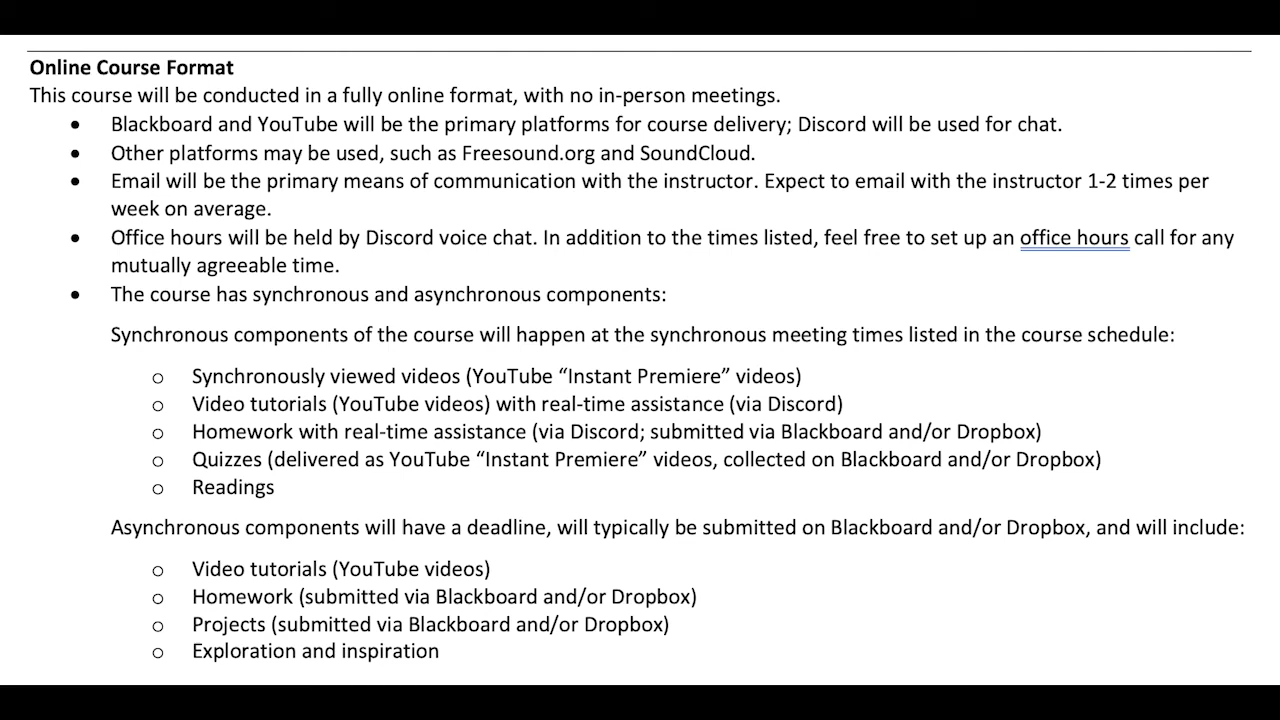 Online Course Format
This course will be conducted in a fully online format, with no in-person meetings.
• Blackboard and YouTube will be the primary platforms for course delivery; Discord will be used for chat.
• Other platforms may be used, such as Freesound.org and SoundCloud.
• Email will be the primary means of communication with the instructor. Expect to email with the instructor 1-2 times per
week on average.
• Office hours will be held by Discord voice chat. In addition to the times listed, feel free to set up an office hours call for any
mutually agreeable time.
• The course has synchronous and asynchronous components:
Synchronous components of the course will happen at the synchronous meeting times listed in the course schedule:
o Synchronously viewed videos (YouTube “Instant Premiere” videos)
o Video tutorials (YouTube videos) with real-time assistance (via Discord)
o Homework with real-time assistance (via Discord; submitted via Blackboard and/or Dropbox)
o Quizzes (delivered as YouTube “Instant Premiere” videos, collected on Blackboard and/or Dropbox)
o Readings
Asynchronous components will have a deadline, will typically be submitted on Blackboard and/or Dropbox, and will include:
o Video tutorials (YouTube videos)
o Homework (submitted via Blackboard and/or Dropbox)
o Projects (submitted via Blackboard and/or Dropbox)
o Exploration and inspiration